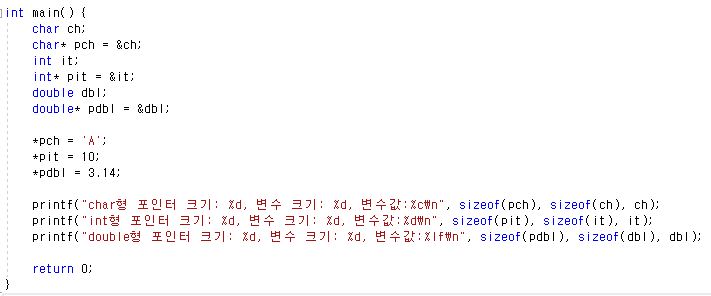 int main() {
char ch;
char* pch = &ch;
int it;
int* pit = &it;
double dbl;
double* pdbl = &dbl;
*pch = 'A';
*pit = 10;
*pdbl = 3.14;
printf("char형 포인터 크기: %d, 변수 크기: %d, 변수값:%c₩n", sizeof(pch), sizeof(ch), ch);
printf("int형 포인터 크기: %d, 변수 크기: %d, 변수값:%d₩n", sizeof(pit), sizeof(it), it);
printf("double형 포인터 크기: %d, 변수 크기: %d, 변수값:%lf₩n", sizeof(pdbl), sizeof(dbl), dbl);
return 0;
}